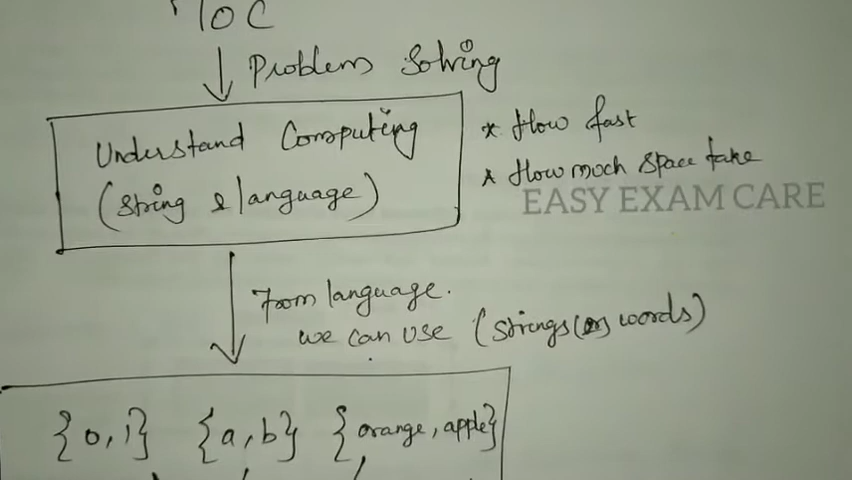 TOC
Problem Solving
Understand Computing
(string & language)
* How fast
* How much space take
EASY EXAM CARE
From language.
we can use (strings (or) words)
{0, 1} {a, b} {orange, apple}